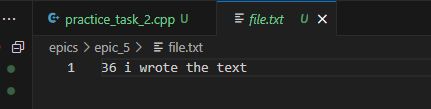 ... practice_task_2.cpp U file.txt U ×
epics > epic_5 > file.txt
1 36 i wrote the text